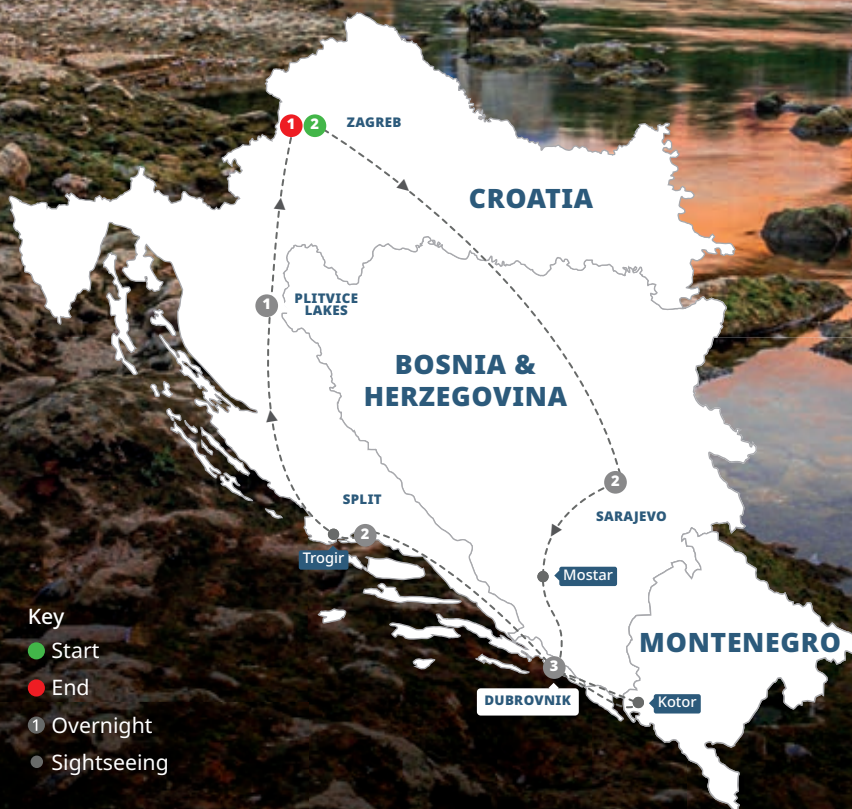 1 2 ZAGREB
CROATIA
1 PLITVICE
LAKES
BOSNIA &
HERZEGOVINA
2
SARAJEVO
SPLIT
2
Trogir
Mostar
MONTENEGRO
3
DUBROVNIK
Kotor
Key
Start
End
1 Overnight
Sightseeing